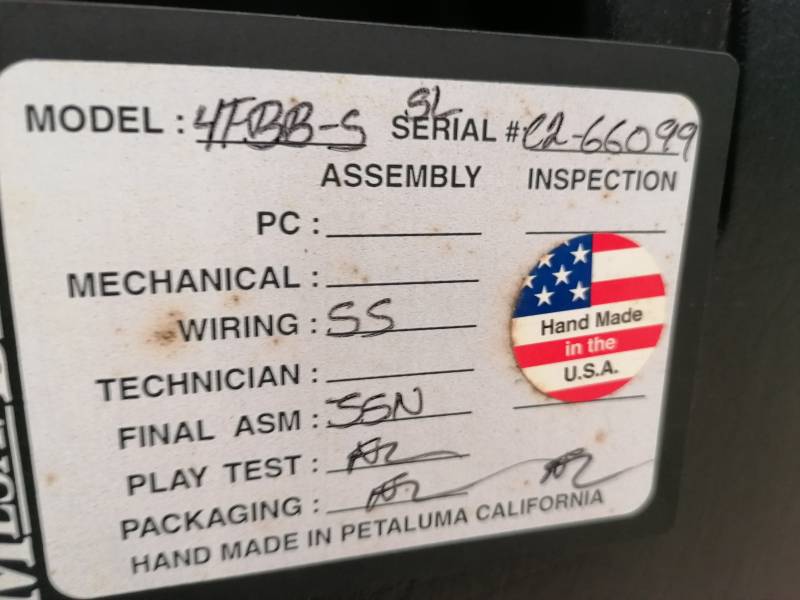 SL
MODEL : 4FBB-S SERIAL # C2-66099
ASSEMBLY INSPECTION
PC :
MECHANICAL :
WIRING : SS
TECHNICIAN :
FINAL ASM : SSN
PLAY TEST :
PACKAGING :
HAND MADE IN PETALUMA CALIFORNIA
Hand Made
in the
U.S.A.